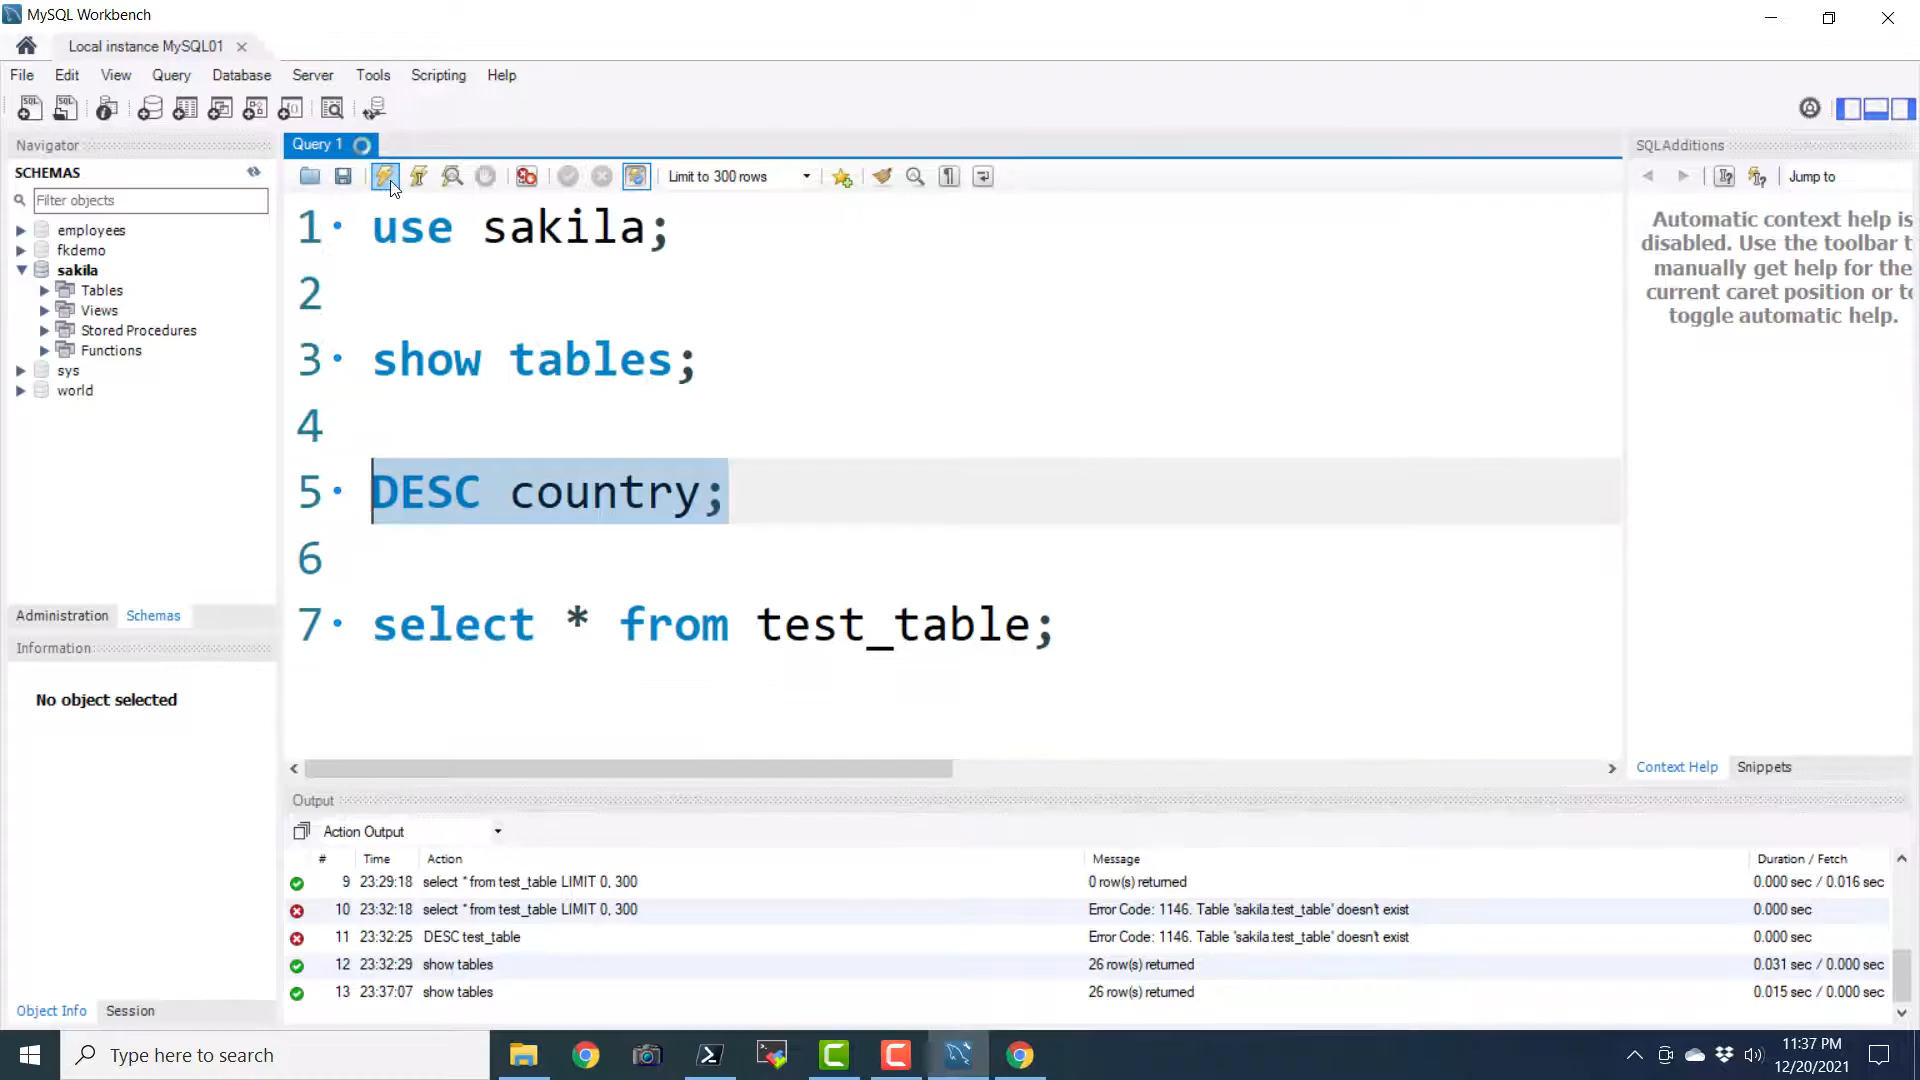 MySQL Workbench
Local instance MySQL01
File Edit View Query Database Server Tools Scripting Help
Navigator
SCHEMAS
Filter objects
employees
fkdemo
sakila
Tables
Views
Stored Procedures
Functions
sys
world
Administration Schemas
Information
No object selected
Object Info Session
Query 1
Limit to 300 rows
1 use sakila;
2
3 show tables;
4
5 DESC country;
6
7 select * from test_table;
SQLAdditions
Jump to
Automatic context help is
disabled. Use the toolbar t
manually get help for the
current caret position or to
toggle automatic help.
Context Help Snippets
Output
Action Output
# Time Action Message Duration / Fetch
9 23:29:18 select * from test_table LIMIT 0, 300 0 row(s) returned 0.000 sec / 0.016 sec
10 23:32:18 select * from test_table LIMIT 0, 300 Error Code: 1146. Table 'sakila.test_table' doesn't exist 0.000 sec
11 23:32:25 DESC test_table Error Code: 1146. Table 'sakila.test_table' doesn't exist 0.000 sec
12 23:32:29 show tables 26 row(s) returned 0.031 sec / 0.000 sec
13 23:37:07 show tables 26 row(s) returned 0.015 sec / 0.000 sec
Type here to search
11:37 PM
12/20/2021